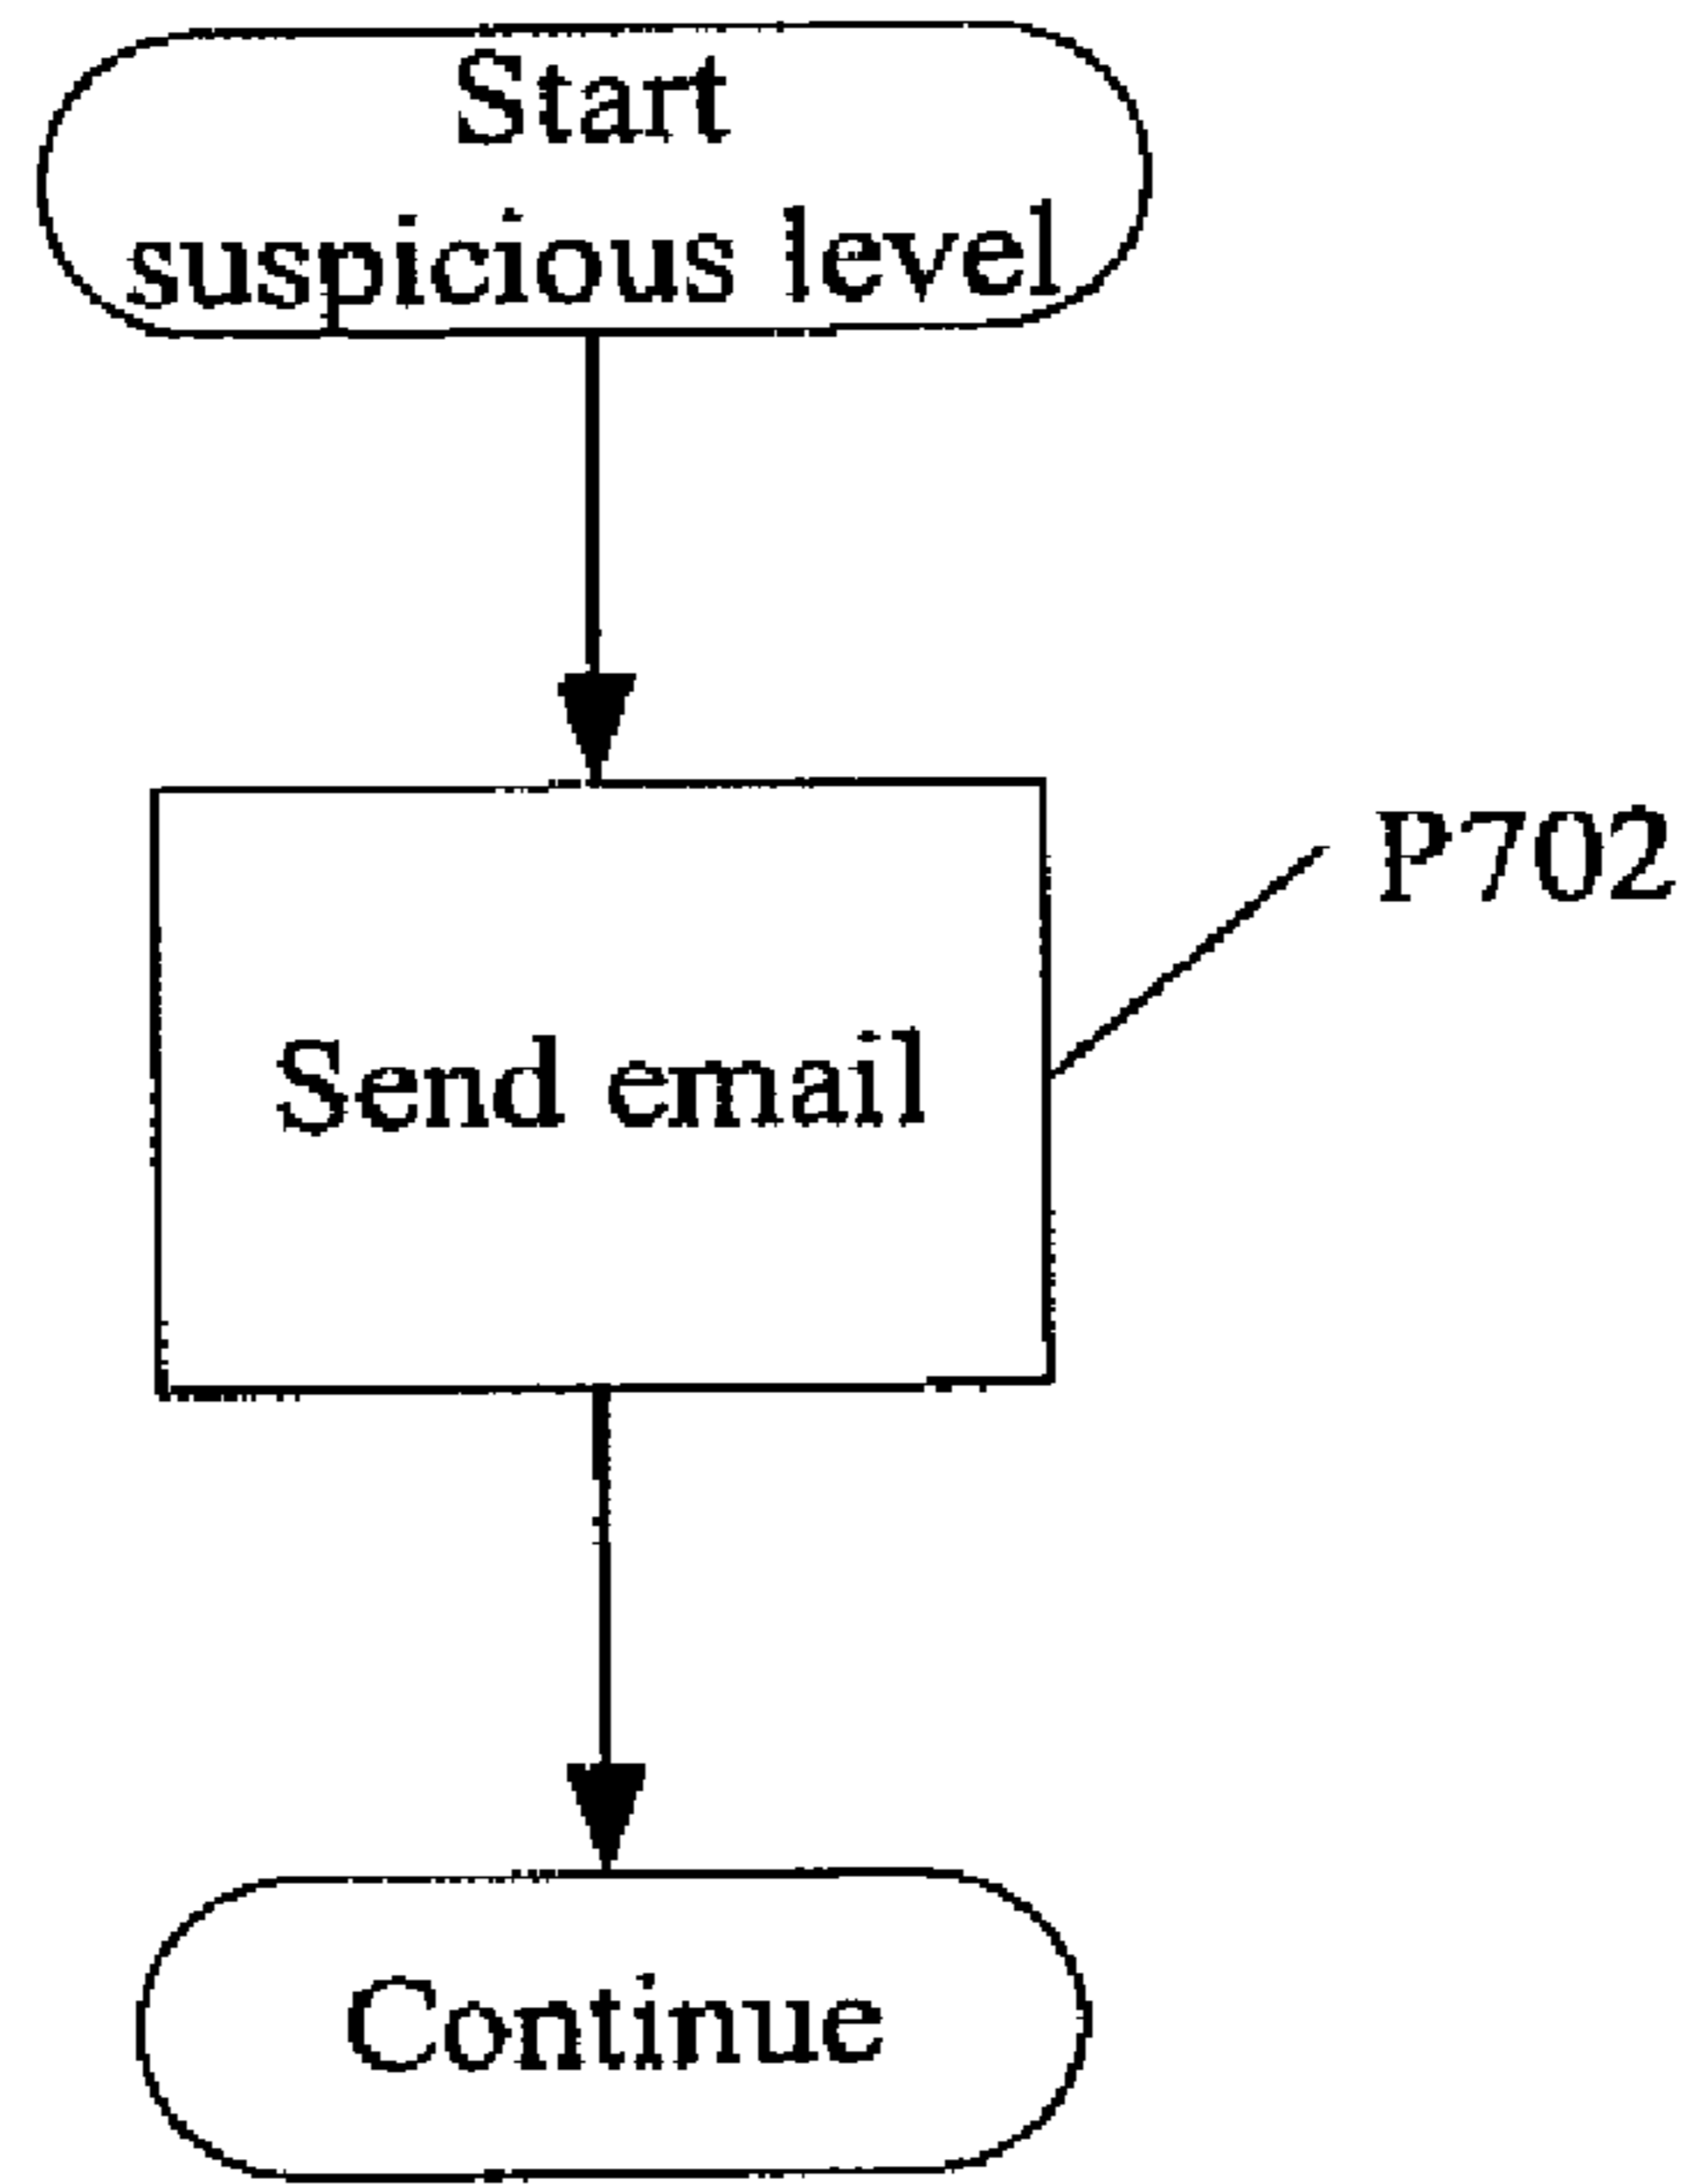 Start
suspicious level
P702
Send email
Continue